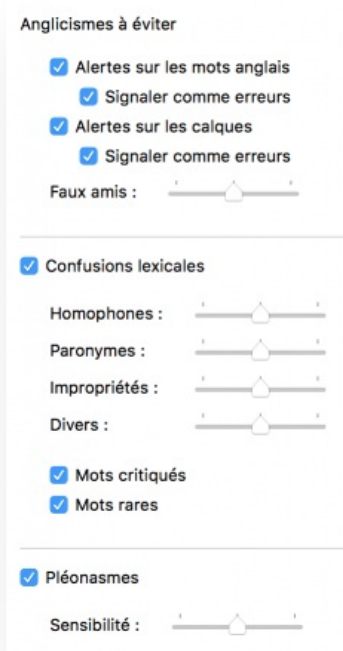 Anglicismes à éviter
Alertes sur les mots anglais
Signaler comme erreurs
Alertes sur les calques
Signaler comme erreurs
Faux amis :
Confusions lexicales
Homophones :
Paronymes :
Impropriétés :
Divers :
Mots critiqués
Mots rares
Pléonasmes
Sensibilité :